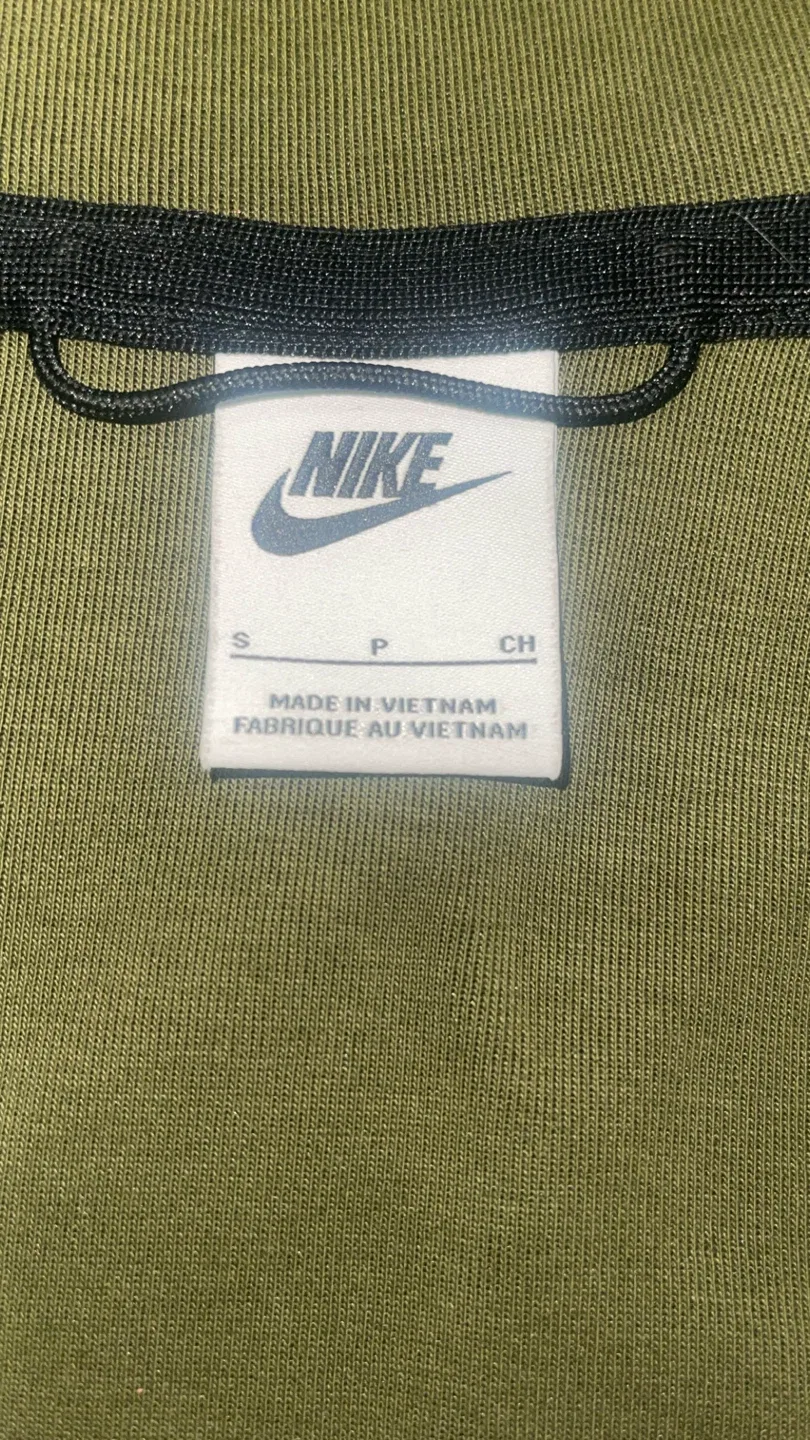 NIKE
S P CH
MADE IN VIETNAM
FABRIQUE AU VIETNAM